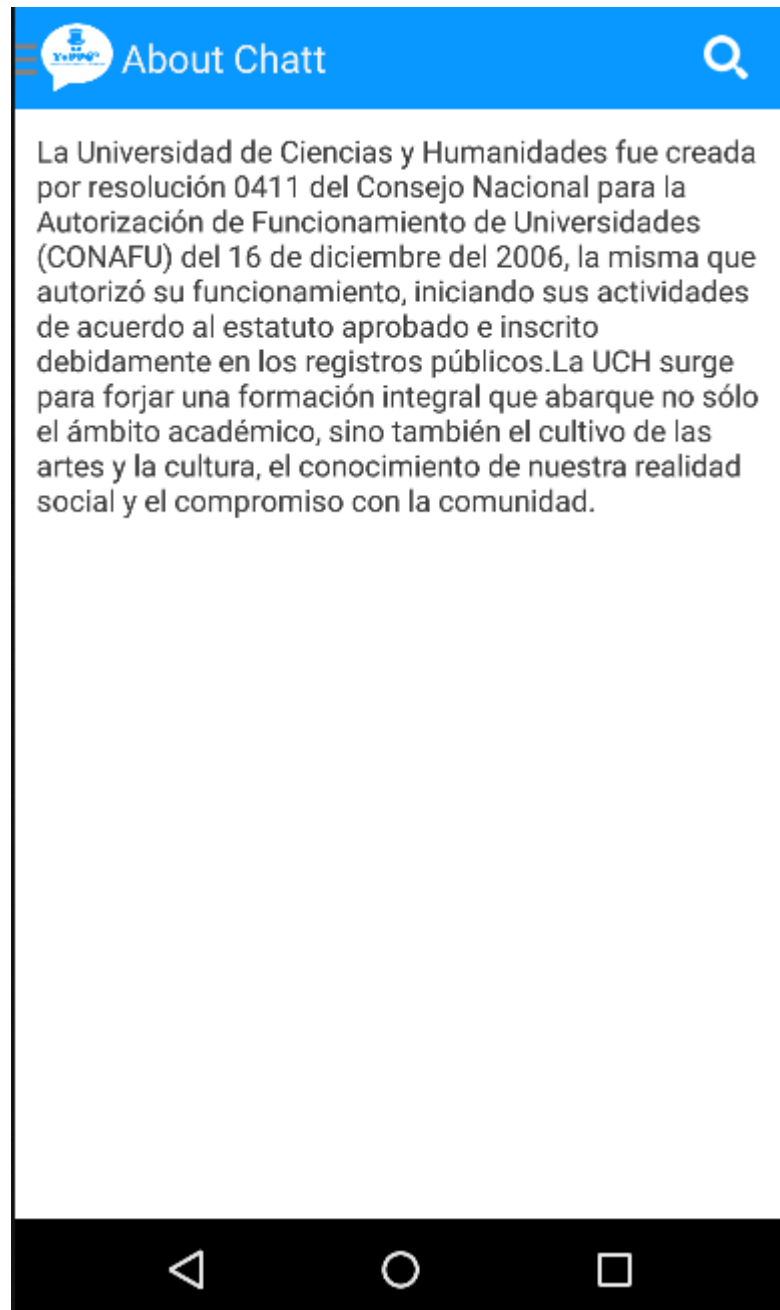 About Chatt
La Universidad de Ciencias y Humanidades fue creada
por resolución 0411 del Consejo Nacional para la
Autorización de Funcionamiento de Universidades
(CONAFU) del 16 de diciembre del 2006, la misma que
autorizó su funcionamiento, iniciando sus actividades
de acuerdo al estatuto aprobado e inscrito
debidamente en los registros públicos.La UCH surge
para forjar una formación integral que abarque no sólo
el ámbito académico, sino también el cultivo de las
artes y la cultura, el conocimiento de nuestra realidad
social y el compromiso con la comunidad.